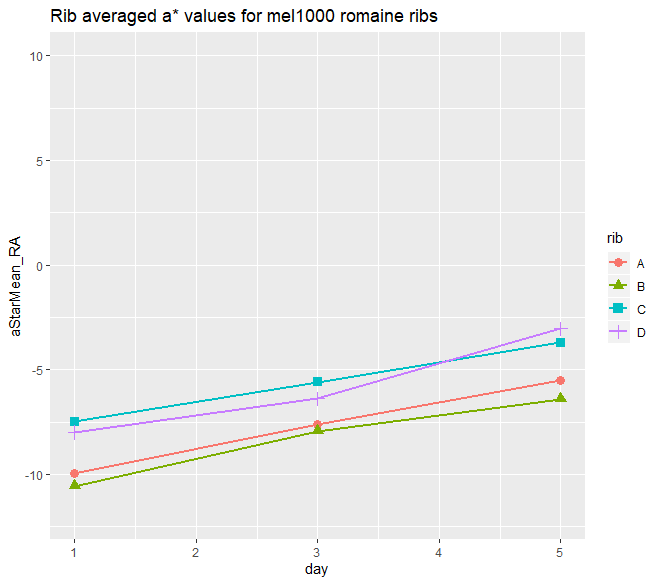 Rib averaged a* values for mel1000 romaine ribs
10
5
0
-5
-10
aStarMean_RA
1 2 3 4 5
day
rib
A
B
C
D